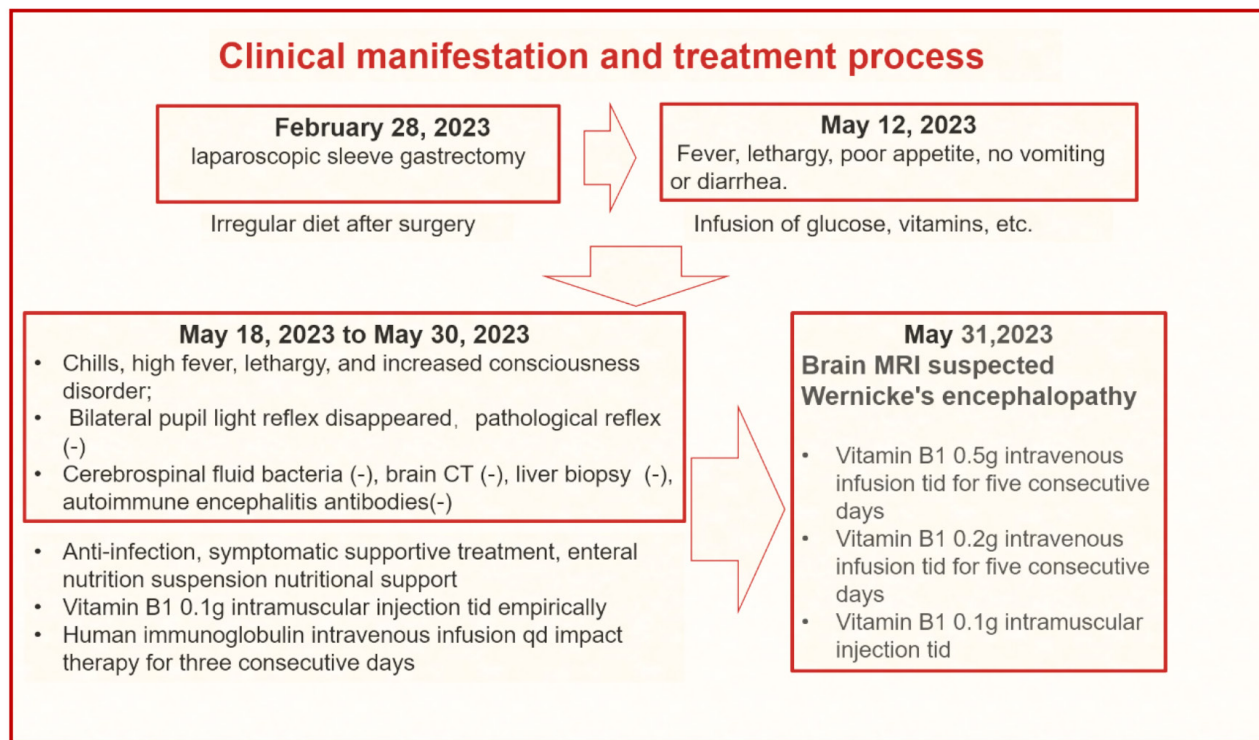 Clinical manifestation and treatment process
February 28, 2023
laparoscopic sleeve gastrectomy
Irregular diet after surgery
May 12, 2023
Fever, lethargy, poor appetite, no vomiting
or diarrhea.
Infusion of glucose, vitamins, etc.
May 18, 2023 to May 30, 2023
• Chills, high fever, lethargy, and increased consciousness
disorder;
• Bilateral pupil light reflex disappeared, pathological reflex
(-)
• Cerebrospinal fluid bacteria (-), brain CT (-), liver biopsy (-),
autoimmune encephalitis antibodies(-)
• Anti-infection, symptomatic supportive treatment, enteral
nutrition suspension nutritional support
• Vitamin B1 0.1g intramuscular injection tid empirically
• Human immunoglobulin intravenous infusion qd impact
therapy for three consecutive days
May 31,2023
Brain MRI suspected
Wernicke's encephalopathy
• Vitamin B1 0.5g intravenous
infusion tid for five consecutive
days
• Vitamin B1 0.2g intravenous
infusion tid for five consecutive
days
• Vitamin B1 0.1g intramuscular
injection tid